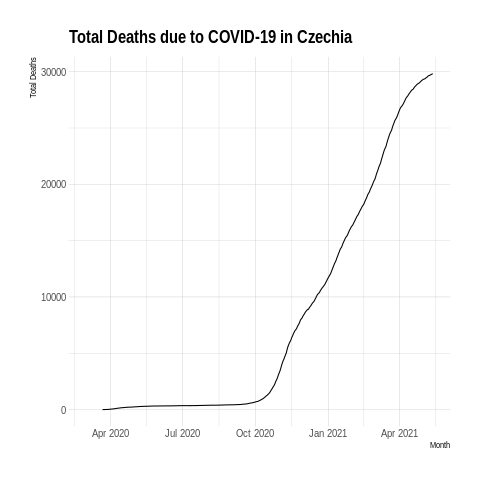 Total Deaths due to COVID-19 in Czechia
Total Deaths
30000
20000
10000
0
Apr 2020 Jul 2020 Oct 2020 Jan 2021 Apr 2021
Month